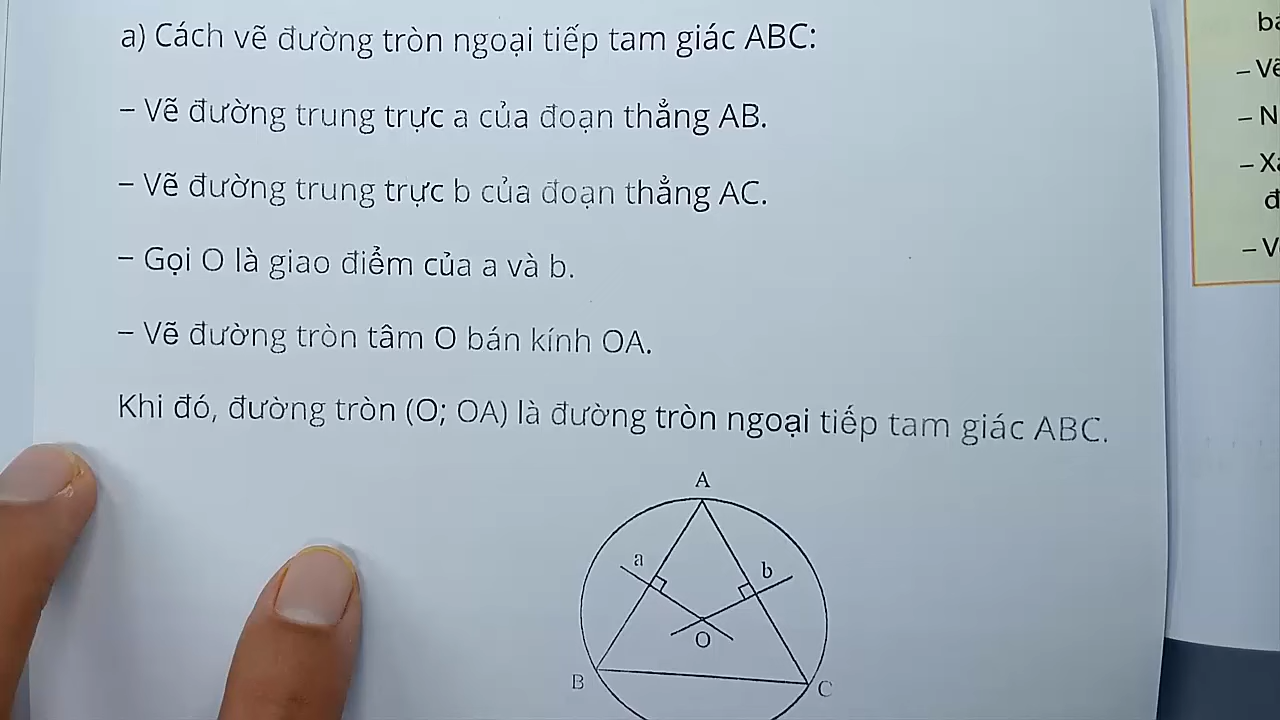 a) Cách vẽ đường tròn ngoại tiếp tam giác ABC:
– Vẽ đường trung trực a của đoạn thẳng AB.
– Vẽ đường trung trực b của đoạn thẳng AC.
– Gọi O là giao điểm của a và b.
– Vẽ đường tròn tâm O bán kính OA.
Khi đó, đường tròn (O; OA) là đường tròn ngoại tiếp tam giác ABC.
A
a
b
O
B
C
– Vẽ